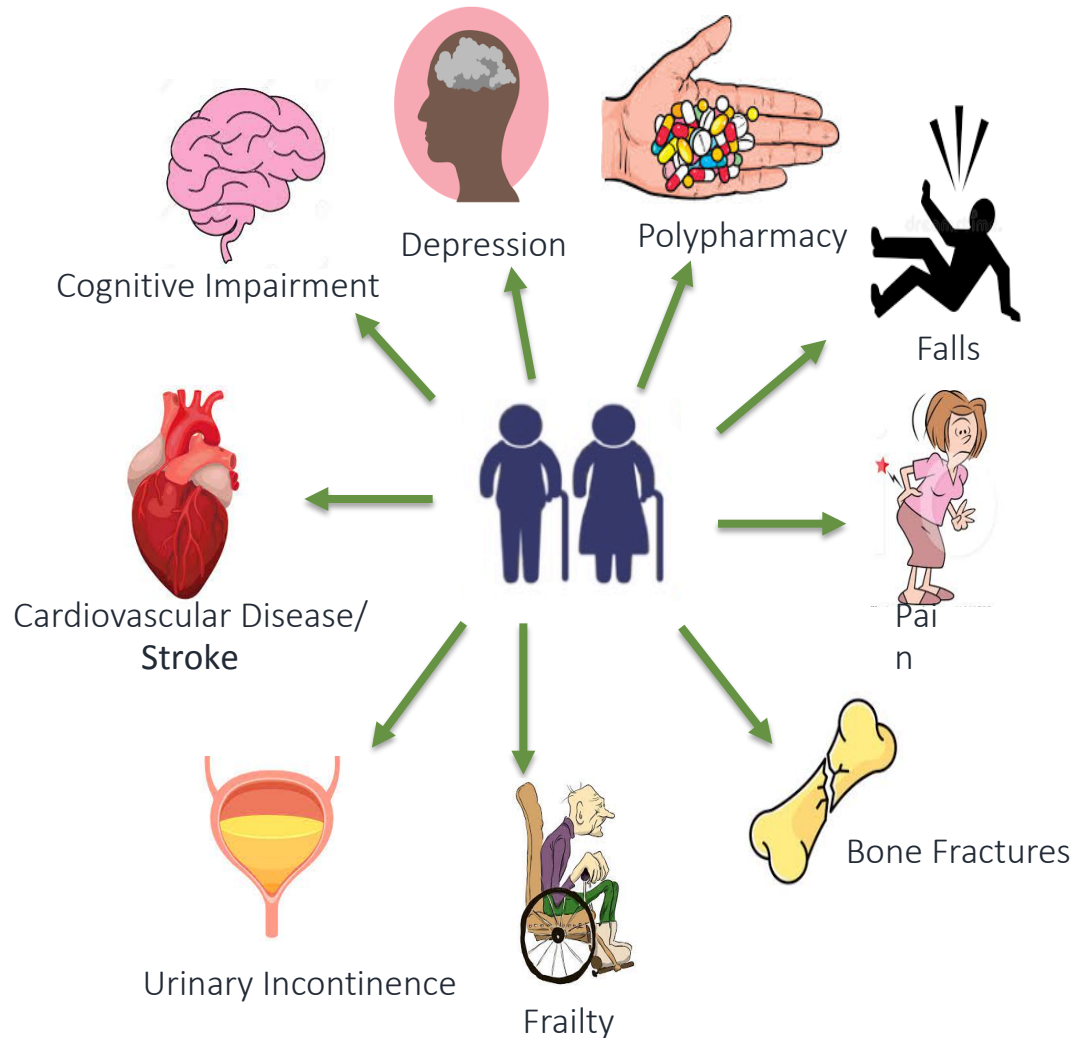 Depression
Polypharmacy
Cognitive Impairment
Falls
Cardiovascular Disease/
Stroke
Pai
n
Bone Fractures
Urinary Incontinence
Frailty